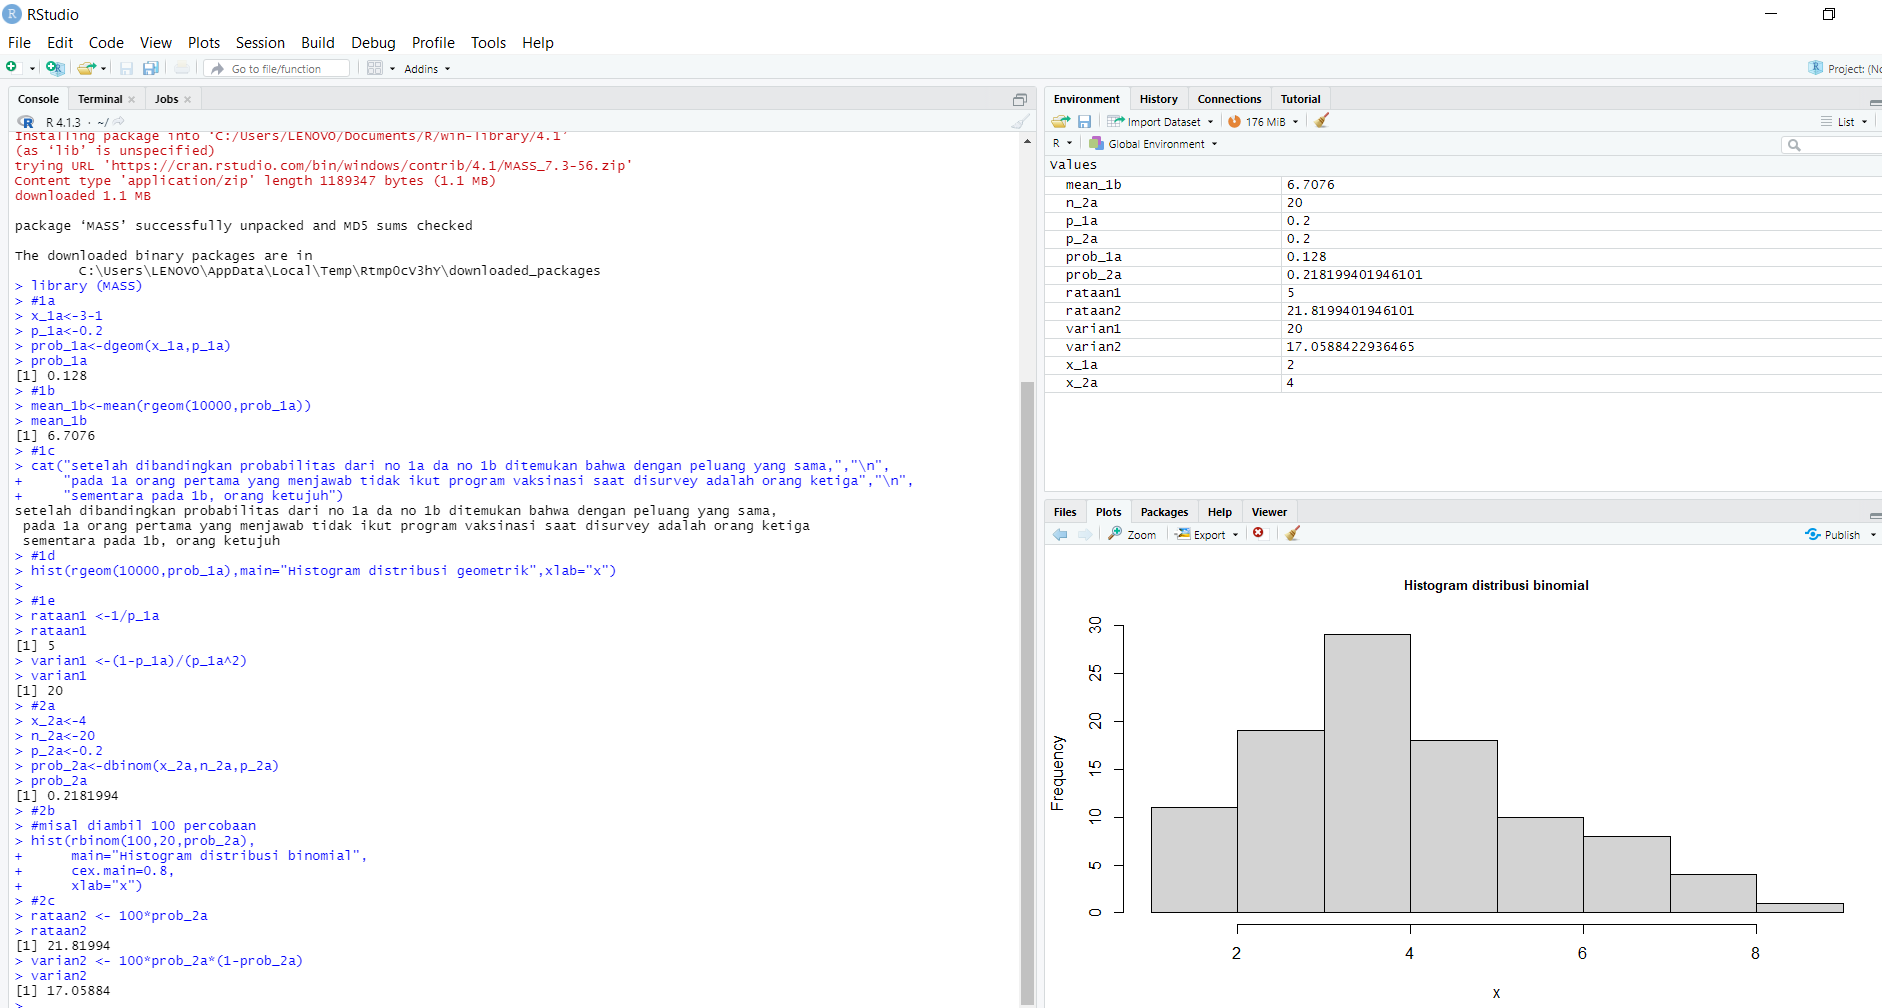 RStudio
File Edit Code View Plots Session Build Debug Profile Tools Help
Go to file/function Addins
Project: (No
Console Terminal Jobs
R 4.1.3 · ~/
Installing package into ‘C:/Users/LENOVO/Documents/R/win-library/4.1’
(as ‘lib’ is unspecified)
trying URL 'https://cran.rstudio.com/bin/windows/contrib/4.1/MASS_7.3-56.zip'
Content type 'application/zip' length 1189347 bytes (1.1 MB)
downloaded 1.1 MB
package ‘MASS’ successfully unpacked and MD5 sums checked
The downloaded binary packages are in
C:\Users\LENOVO\AppData\Local\Temp\RtmpOcV3hY\downloaded_packages
> library (MASS)
> #1a
> x_1a<-3-1
> p_1a<-0.2
> prob_1a<-dgeom(x_1a,p_1a)
> prob_1a
[1] 0.128
> #1b
> mean_1b<-mean(rgeom(10000,prob_1a))
> mean_1b
[1] 6.7076
> #1c
> cat("setelah dibandingkan probabilitas dari no 1a da no 1b ditemukan bahwa dengan peluang yang sama,","\n",
+ "pada 1a orang pertama yang menjawab tidak ikut program vaksinasi saat disurvey adalah orang ketiga","\n",
+ "sementara pada 1b, orang ketujuh")
setelah dibandingkan probabilitas dari no 1a da no 1b ditemukan bahwa dengan peluang yang sama,
pada 1a orang pertama yang menjawab tidak ikut program vaksinasi saat disurvey adalah orang ketiga
sementara pada 1b, orang ketujuh
> #1d
> hist(rgeom(10000,prob_1a),main="Histogram distribusi geometrik",xlab="x")
>
> #1e
> rataan1 <-1/p_1a
> rataan1
[1] 5
> varian1 <-(1-p_1a)/(p_1a^2)
> varian1
[1] 20
> #2a
> x_2a<-4
> n_2a<-20
> p_2a<-0.2
> prob_2a<-dbinom(x_2a,n_2a,p_2a)
> prob_2a
[1] 0.2181994
> #2b
> #misal diambil 100 percobaan
> hist(rbinom(100,20,prob_2a),
+ main="Histogram distribusi binomial",
+ cex.main=0.8,
+ xlab="x")
> #2c
> rataan2 <- 100*prob_2a
> rataan2
[1] 21.81994
> varian2 <- 100*prob_2a*(1-prob_2a)
> varian2
[1] 17.05884
>
Environment History Connections Tutorial
Import Dataset 176 MiB List
R Global Environment
Values
mean_1b 6.7076
n_2a 20
p_1a 0.2
p_2a 0.2
prob_1a 0.128
prob_2a 0.218199401946101
rataan1 5
rataan2 21.8199401946101
varian1 20
varian2 17.0588422936465
x_1a 2
x_2a 4
Files Plots Packages Help Viewer
Zoom Export Publish
Histogram distribusi binomial
Frequency
30
25
20
15
10
5
0
2 4 6 8
x